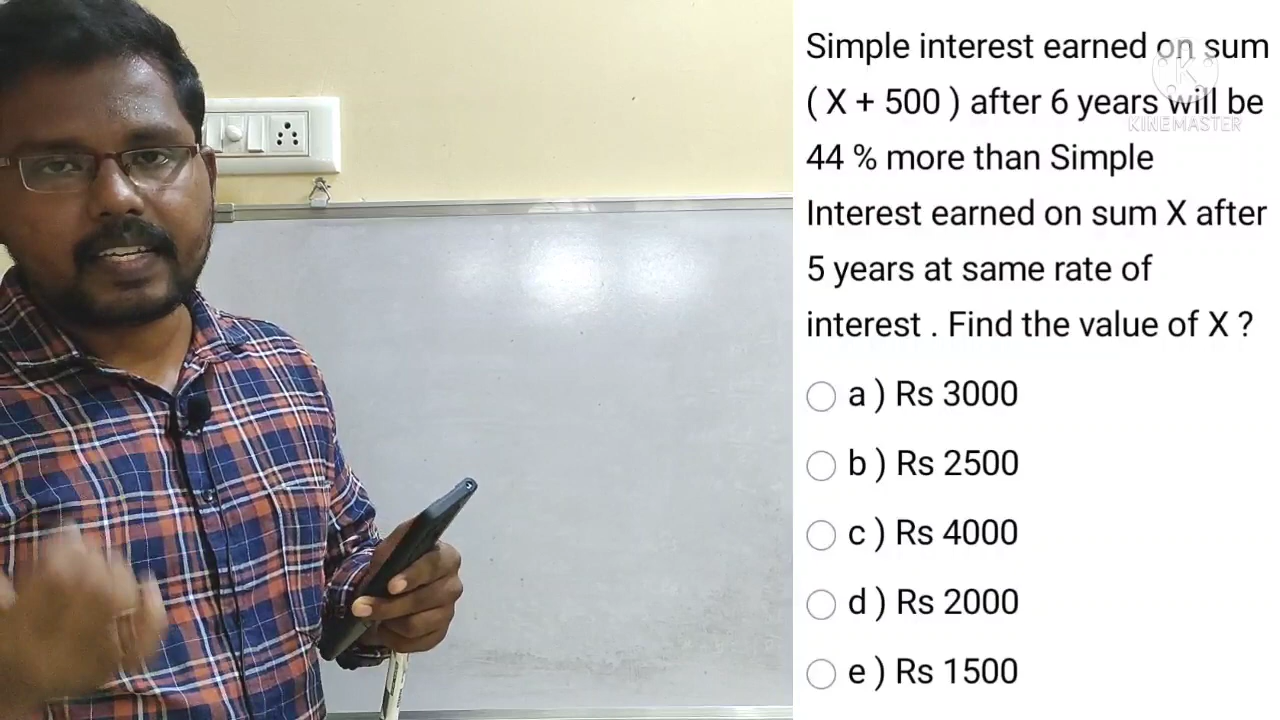 Simple interest earned on sum
( X + 500 ) after 6 years will be
KINEMASTER
44 % more than Simple
Interest earned on sum X after
5 years at same rate of
interest . Find the value of X ?
a ) Rs 3000
b ) Rs 2500
c ) Rs 4000
d ) Rs 2000
e ) Rs 1500